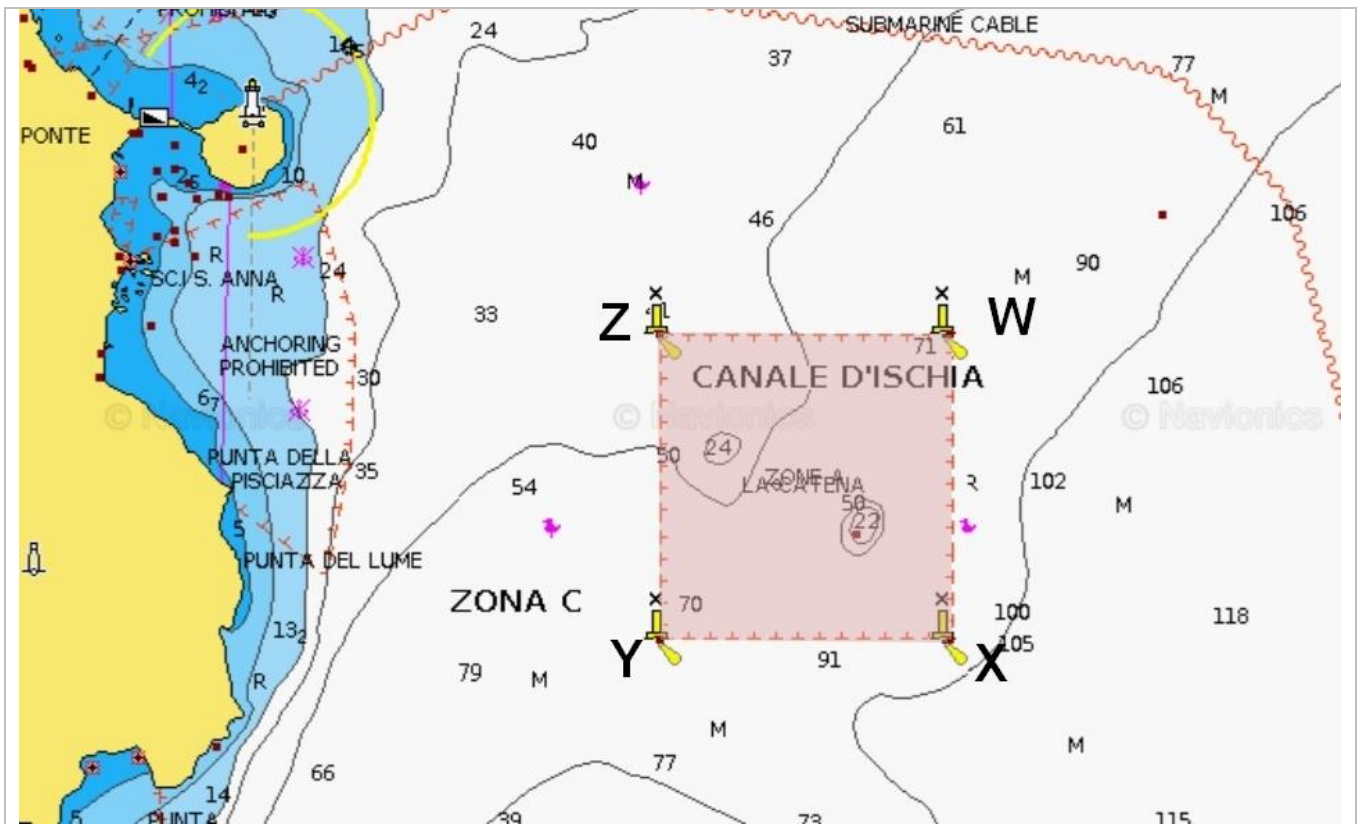 PROHIBITED
SUBMARINE CABLE
24
37
77
M
4₂
61
40
PONTE
M
10
2₅
46
106
R
24
90
SC.I S. ANNA
M
R
Z
W
33
ANCHORING
71
PROHIBITED
30
CANALE D'ISCHIA
106
6₇
© Navionics
© Navionics
© Navionics
24
PUNTA DELLA
50
35
PISCIAZZA
ZONE A
LA CATENA
R
102
54
50
M
22
5
PUNTA DEL LUME
ZONA C
70
100
118
13₂
105
Y
91
X
79
M
R
M
M
66
77
14
5
PUNTA
39
73
115